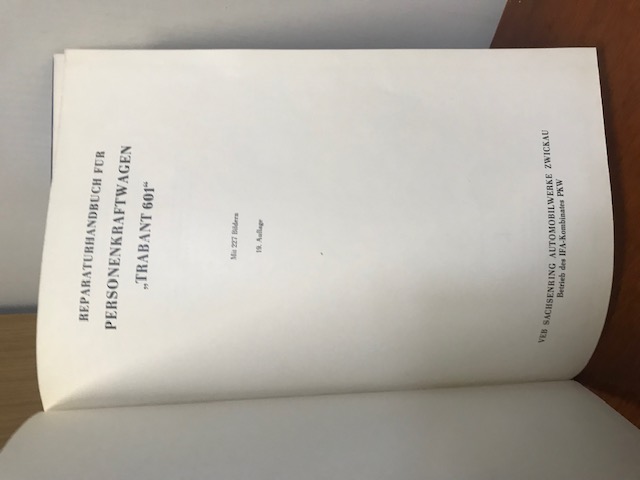 REPARATURHANDBUCH FÜR
PERSONENKRAFTWAGEN
„TRABANT 601“
Mit 227 Bildern
19. Auflage
VEB SACHSENRING AUTOMOBILWERKE ZWICKAU
Betrieb des IFA-Kombinates PKW